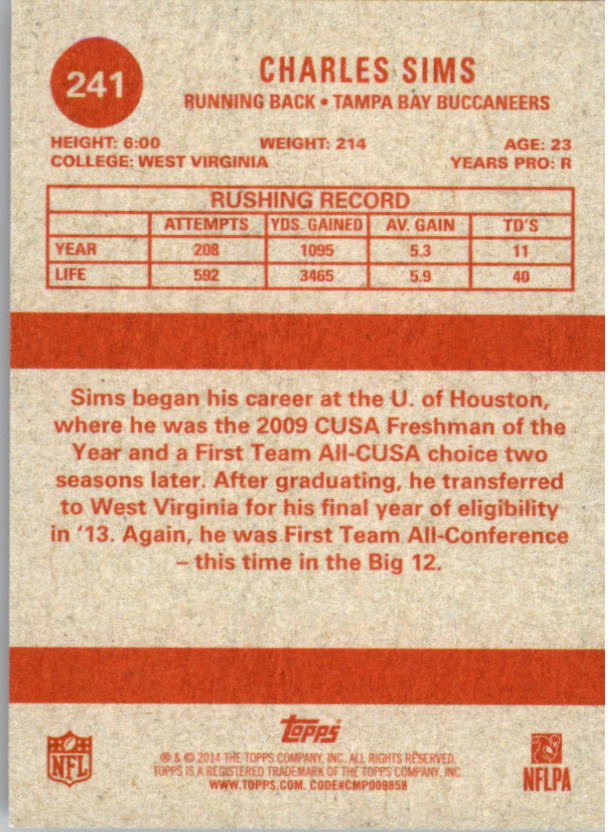 241
CHARLES SIMS
RUNNING BACK • TAMPA BAY BUCCANEERS
HEIGHT: 6:00 WEIGHT: 214 AGE: 23
COLLEGE: WEST VIRGINIA YEARS PRO: R
RUSHING RECORD
ATTEMPTS YDS. GAINED AV. GAIN TD'S
YEAR 208 1095 5.3 11
LIFE 592 3465 5.9 40
Sims began his career at the U. of Houston,
where he was the 2009 CUSA Freshman of the
Year and a First Team All-CUSA choice two
seasons later. After graduating, he transferred
to West Virginia for his final year of eligibility
in '13. Again, he was First Team All-Conference
– this time in the Big 12.
NFL
TOPPS
® & © 2014 THE TOPPS COMPANY, INC. ALL RIGHTS RESERVED.
TOPPS IS A REGISTERED TRADEMARK OF THE TOPPS COMPANY, INC.
WWW.TOPPS.COM. CODE#CMP009858
NFLPA